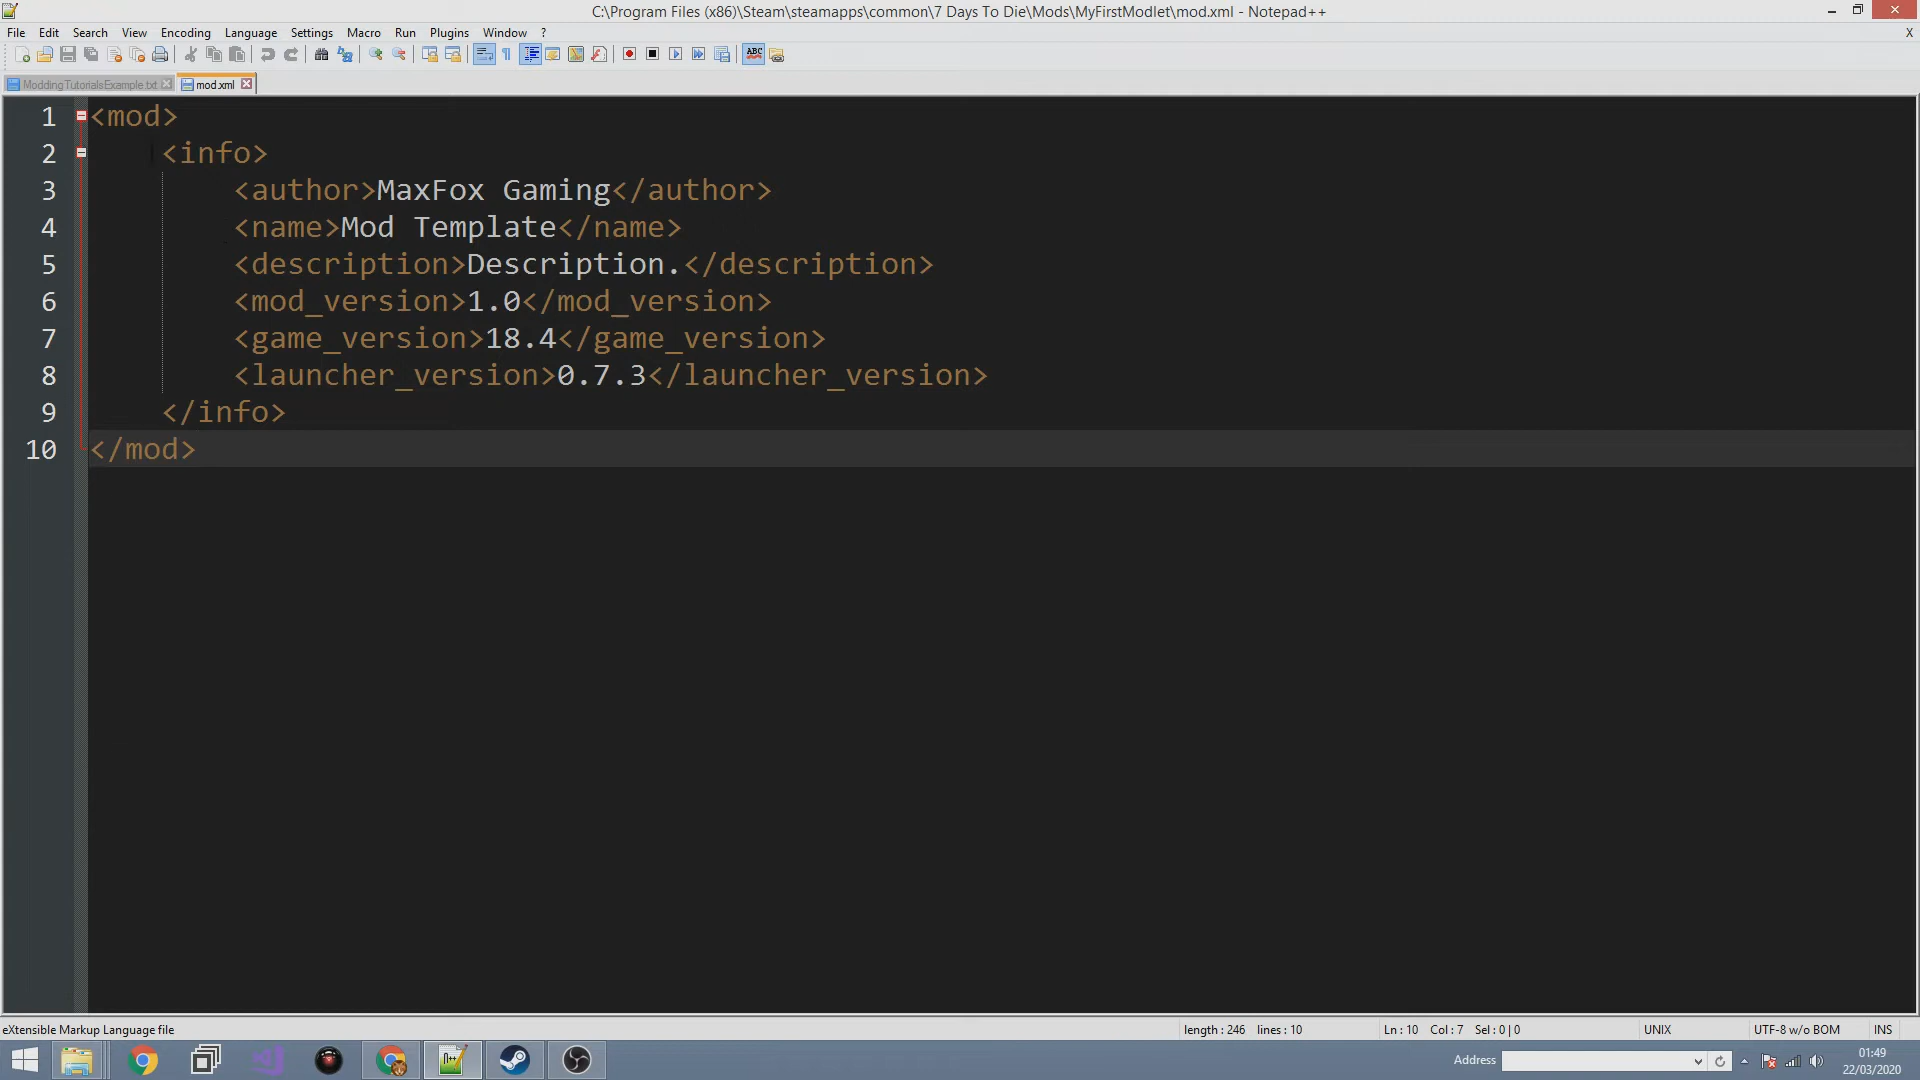 C:\Program Files (x86)\Steam\steamapps\common\7 Days To Die\Mods\MyFirstModlet\mod.xml - Notepad++
File Edit Search View Encoding Language Settings Macro Run Plugins Window ? X
ABC
ModdingTutorialsExample.txt mod.xml
1 <mod>
2 <info>
3 <author>MaxFox Gaming</author>
4 <name>Mod Template</name>
5 <description>Description.</description>
6 <mod_version>1.0</mod_version>
7 <game_version>18.4</game_version>
8 <launcher_version>0.7.3</launcher_version>
9 </info>
10 </mod>
eXtensible Markup Language file length : 246 lines : 10 Ln : 10 Col : 7 Sel : 0 | 0 UNIX UTF-8 w/o BOM INS
Address
01:49
22/03/2020